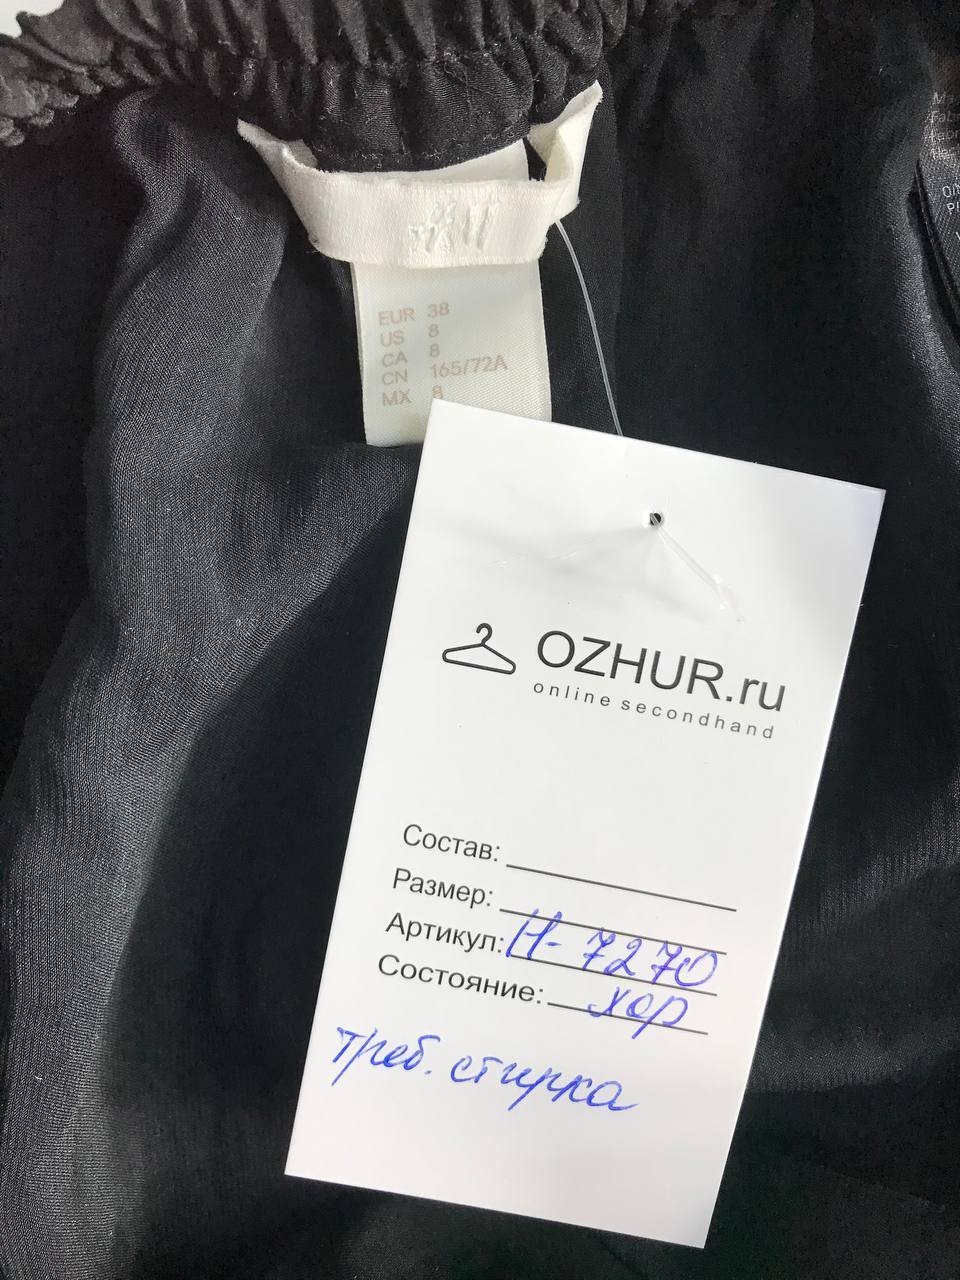 H&M
EUR 38
US 8
CA 8
CN 165/72A
MX 8
OZHUR.ru
online secondhand
Состав:
Размер:
Артикул: Н-7270
Состояние: хор
треб. стирка